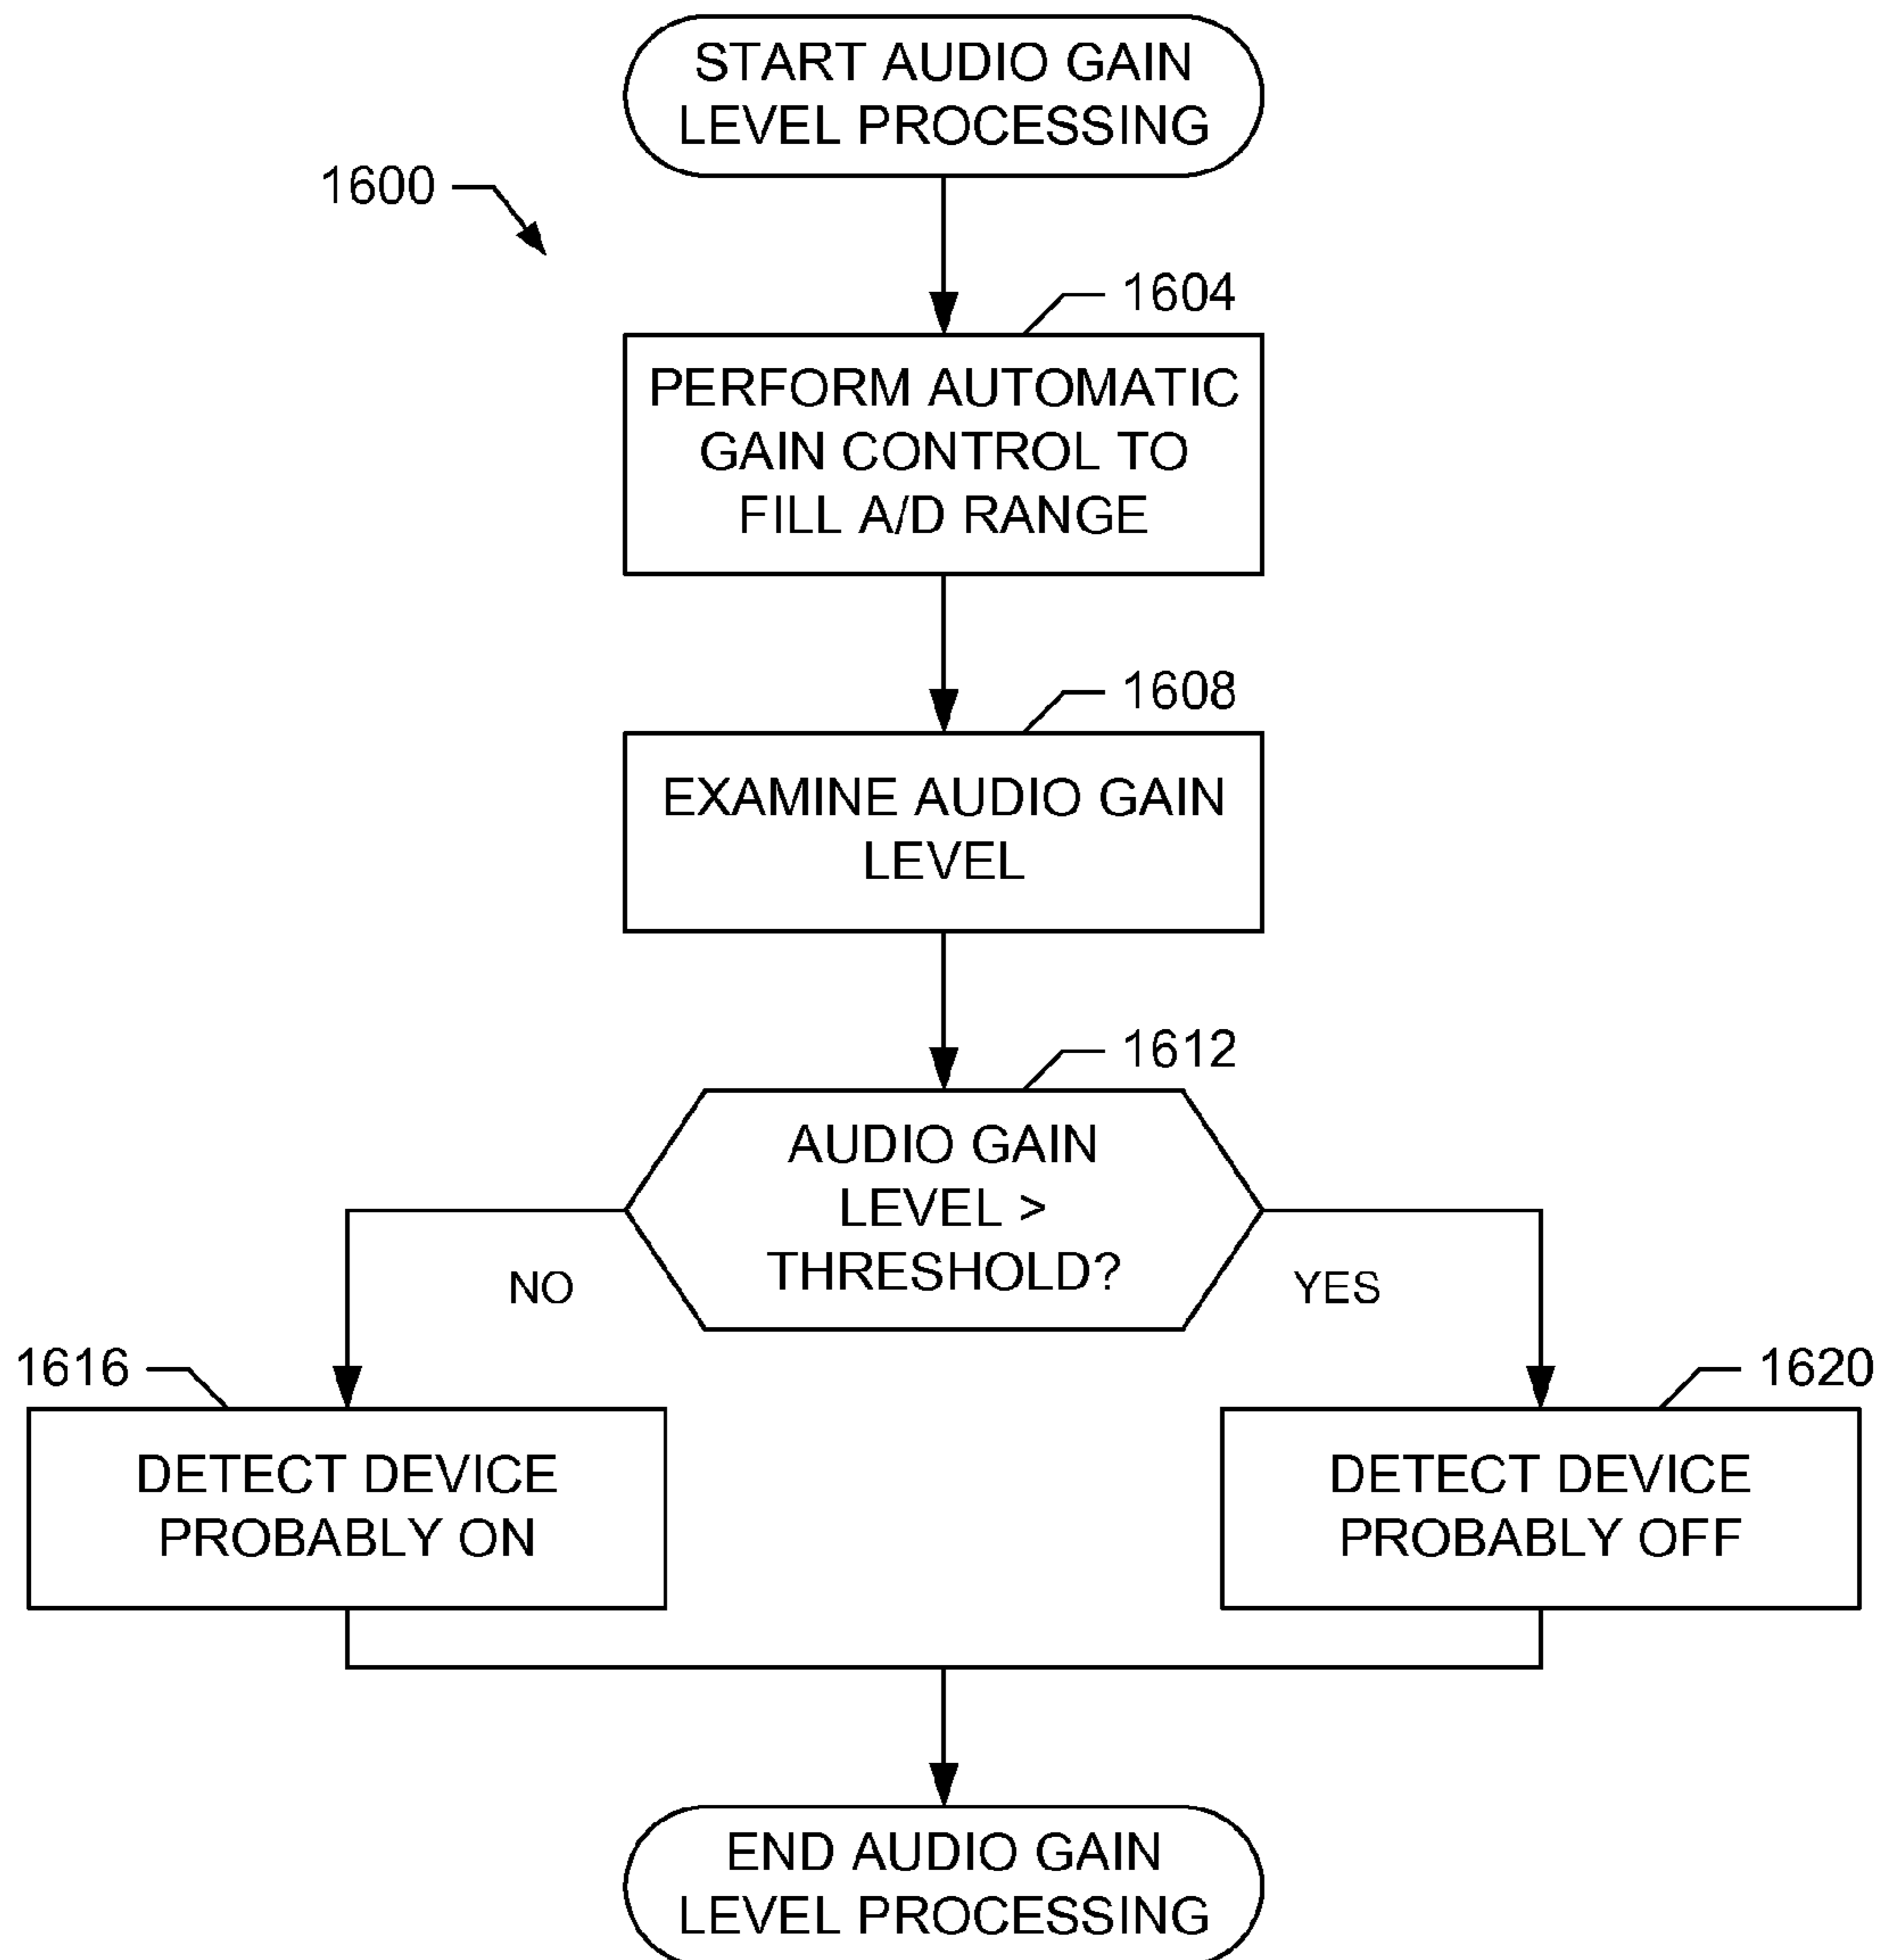 START AUDIO GAIN
LEVEL PROCESSING
1600
1604
PERFORM AUTOMATIC
GAIN CONTROL TO
FILL A/D RANGE
1608
EXAMINE AUDIO GAIN
LEVEL
1612
AUDIO GAIN
LEVEL >
THRESHOLD?
NO
YES
1616
1620
DETECT DEVICE
PROBABLY ON
DETECT DEVICE
PROBABLY OFF
END AUDIO GAIN
LEVEL PROCESSING